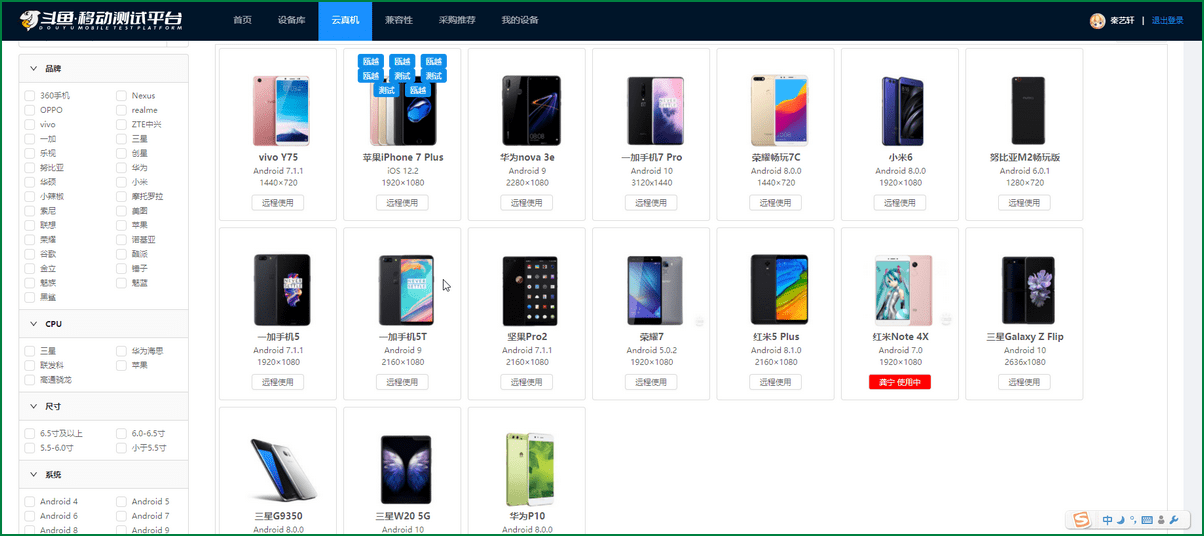 斗鱼·移动测试平台
DOUYU MOBILE TEST PLATFORM
首页 设备库 云真机 兼容性 采购推荐 我的设备
秦艺轩 | 退出登录
品牌
360手机 Nexus
OPPO realme
vivo ZTE中兴
一加 三星
乐视 创星
努比亚 华为
华硕 小米
小辣椒 摩托罗拉
索尼 美图
联想 苹果
荣耀 诺基亚
谷歌 酷派
金立 锤子
魅族 魅蓝
黑鲨
CPU
三星 华为海思
联发科 苹果
高通骁龙
尺寸
6.5寸及以上 6.0-6.5寸
5.5-6.0寸 小于5.5寸
系统
Android 4 Android 5
Android 6 Android 7
Android 8 Android 9
瓯越 测试 瓯越
瓯越 测试 测试
测试 瓯越
vivo Y75 苹果iPhone 7 Plus 华为nova 3e 一加手机7 Pro 荣耀畅玩7C 小米6 努比亚M2畅玩版
Android 7.1.1 iOS 12.2 Android 9 Android 10 Android 8.0.0 Android 8.0.0 Android 6.0.1
1440×720 1920×1080 2280×1080 3120x1440 1440×720 1920×1080 1280×720
远程使用 远程使用 远程使用 远程使用 远程使用 远程使用 远程使用
一加手机5 一加手机5T 坚果Pro2 荣耀7 红米5 Plus 红米Note 4X 三星Galaxy Z Flip
Android 7.1.1 Android 9 Android 7.1.1 Android 5.0.2 Android 8.1.0 Android 7.0 Android 10
1920×1080 2160×1080 2160×1080 1920×1080 2160×1080 1920×1080 2636x1080
远程使用 远程使用 远程使用 远程使用 远程使用 龚宁 使用中 远程使用
三星G9350 三星W20 5G 华为P10
Android 8.0.0 Android 10 Android 8.0.0
中